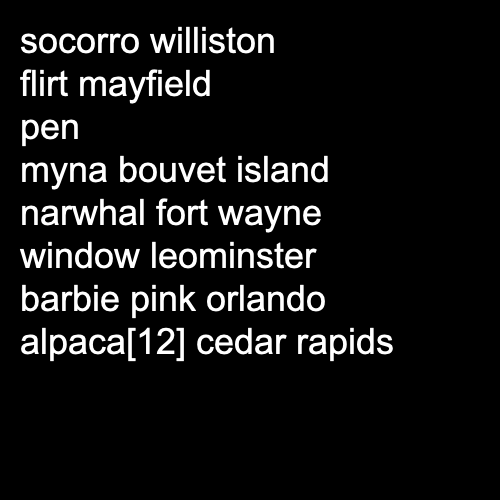 socorro williston
flirt mayfield
pen
myna bouvet island
narwhal fort wayne
window leominster
barbie pink orlando
alpaca[12] cedar rapids